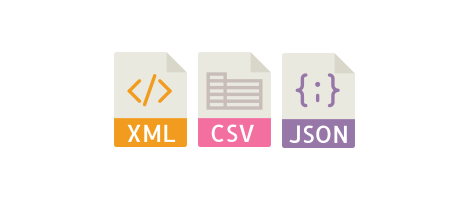 </>
{;}
XML
CSV
JSON